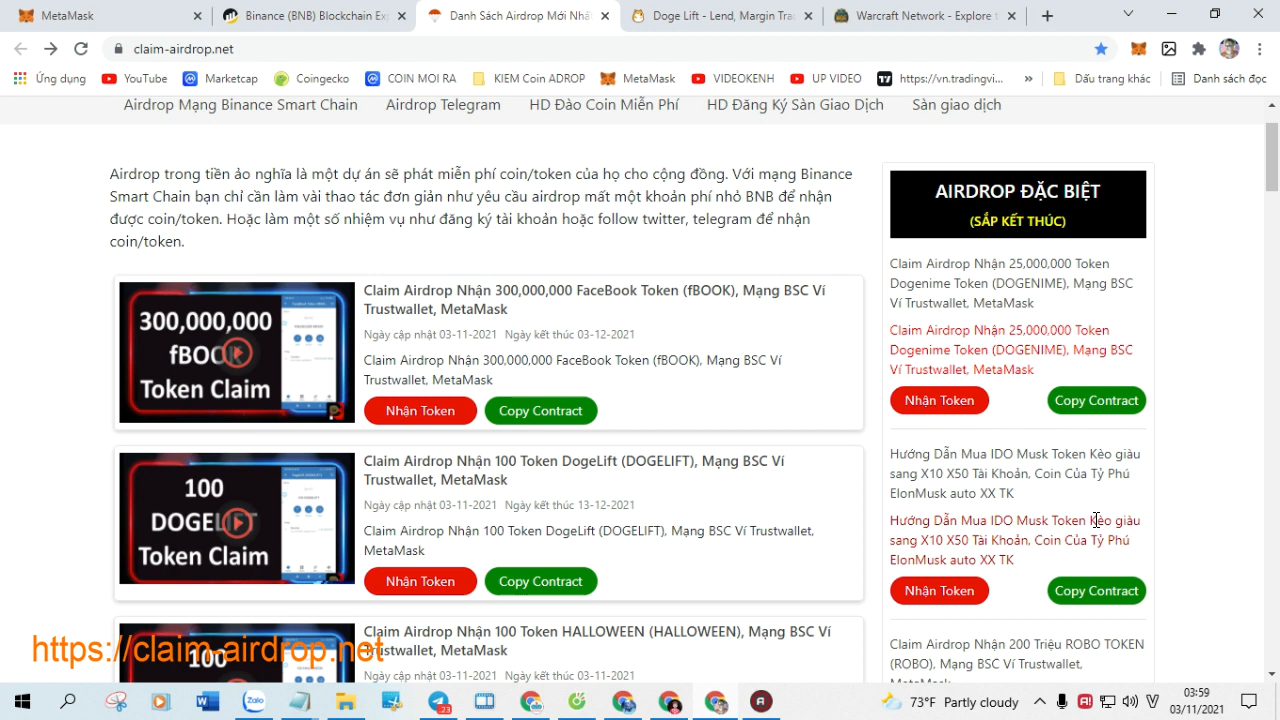 MetaMask
Binance (BNB) Blockchain Exp
Danh Sách Airdrop Mới Nhấ
Doge Lift - Lend, Margin Trad
Warcraft Network - Explore t
claim-airdrop.net
Ứng dụng
YouTube
Marketcap
Coingecko
COIN MOI RA
KIEM Coin ADROP
MetaMask
VIDEOKENH
UP VIDEO
https://vn.tradingvi...
»
Dấu trang khác
Danh sách đọc
Airdrop Mạng Binance Smart Chain
Airdrop Telegram
HD Đào Coin Miễn Phí
HD Đăng Ký Sàn Giao Dịch
Sàn giao dịch
Airdrop trong tiền ảo nghĩa là một dự án sẽ phát miễn phí coin/token của họ cho cộng đồng. Với mạng Binance
Smart Chain bạn chỉ cần làm vài thao tác đơn giản như yêu cầu airdrop mất một khoản phí nhỏ BNB để nhận
được coin/token. Hoặc làm một số nhiệm vụ như đăng ký tài khoản hoặc follow twitter, telegram để nhận
coin/token.
300,000,000
fBOOK
Token Claim
Claim Airdrop Nhận 300,000,000 FaceBook Token (fBOOK), Mạng BSC Ví
Trustwallet, MetaMask
Ngày cập nhật 03-11-2021 Ngày kết thúc 03-12-2021
Claim Airdrop Nhận 300,000,000 FaceBook Token (fBOOK), Mạng BSC Ví
Trustwallet, MetaMask
Nhận Token
Copy Contract
100
DOGELIFT
Token Claim
Claim Airdrop Nhận 100 Token DogeLift (DOGELIFT), Mạng BSC Ví
Trustwallet, MetaMask
Ngày cập nhật 03-11-2021 Ngày kết thúc 13-12-2021
Claim Airdrop Nhận 100 Token DogeLift (DOGELIFT), Mạng BSC Ví Trustwallet,
MetaMask
Nhận Token
Copy Contract
100
Claim Airdrop Nhận 100 Token HALLOWEEN (HALLOWEEN), Mạng BSC Ví
Trustwallet, MetaMask
Ngày cập nhật 03-11-2021 Ngày kết thúc 03-11-2021
AIRDROP ĐẶC BIỆT
(SẮP KẾT THÚC)
Claim Airdrop Nhận 25,000,000 Token
Dogenime Token (DOGENIME), Mạng BSC
Ví Trustwallet, MetaMask
Claim Airdrop Nhận 25,000,000 Token
Dogenime Token (DOGENIME), Mạng BSC
Ví Trustwallet, MetaMask
Nhận Token
Copy Contract
Hướng Dẫn Mua IDO Musk Token Kèo giàu
sang X10 X50 Tài Khoản, Coin Của Tỷ Phú
ElonMusk auto XX TK
Hướng Dẫn Mua IDO Musk Token Kèo giàu
sang X10 X50 Tài Khoản, Coin Của Tỷ Phú
ElonMusk auto XX TK
Nhận Token
Copy Contract
Claim Airdrop Nhận 200 Triệu ROBO TOKEN
(ROBO), Mạng BSC Ví Trustwallet,
MetaMask
https://claim-airdrop.net
Zalo
23
73°F Partly cloudy
03:59
03/11/2021